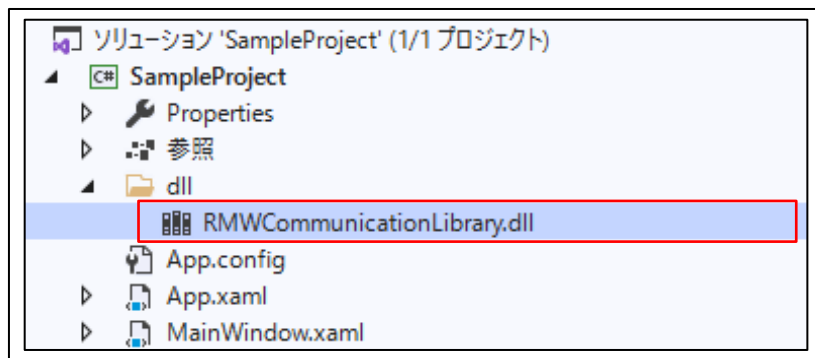 ソリューション 'SampleProject' (1/1 プロジェクト)
C# SampleProject
Properties
参照
dll
RMWCommunicationLibrary.dll
App.config
App.xaml
MainWindow.xaml